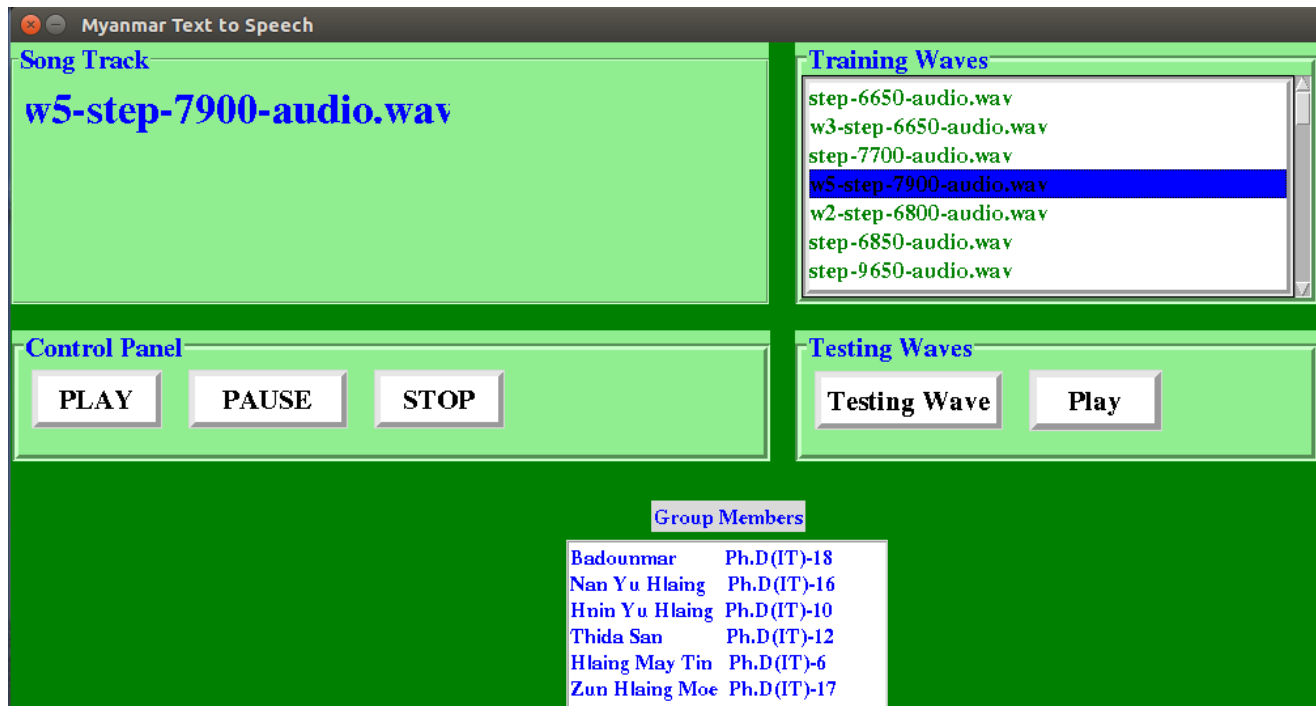 Myanmar Text to Speech
Song Track
w5-step-7900-audio.wav
Training Waves
step-6650-audio.wav
w3-step-6650-audio.wav
step-7700-audio.wav
w5-step-7900-audio.wav
w2-step-6800-audio.wav
step-6850-audio.wav
step-9650-audio.wav
Control Panel
PLAY PAUSE STOP
Testing Waves
Testing Wave Play
Group Members
Badounmar Ph.D(IT)-18
Nan Yu Hlaing Ph.D(IT)-16
Hnin Yu Hlaing Ph.D(IT)-10
Thida San Ph.D(IT)-12
Hlaing May Tin Ph.D(IT)-6
Zun Hlaing Moe Ph.D(IT)-17